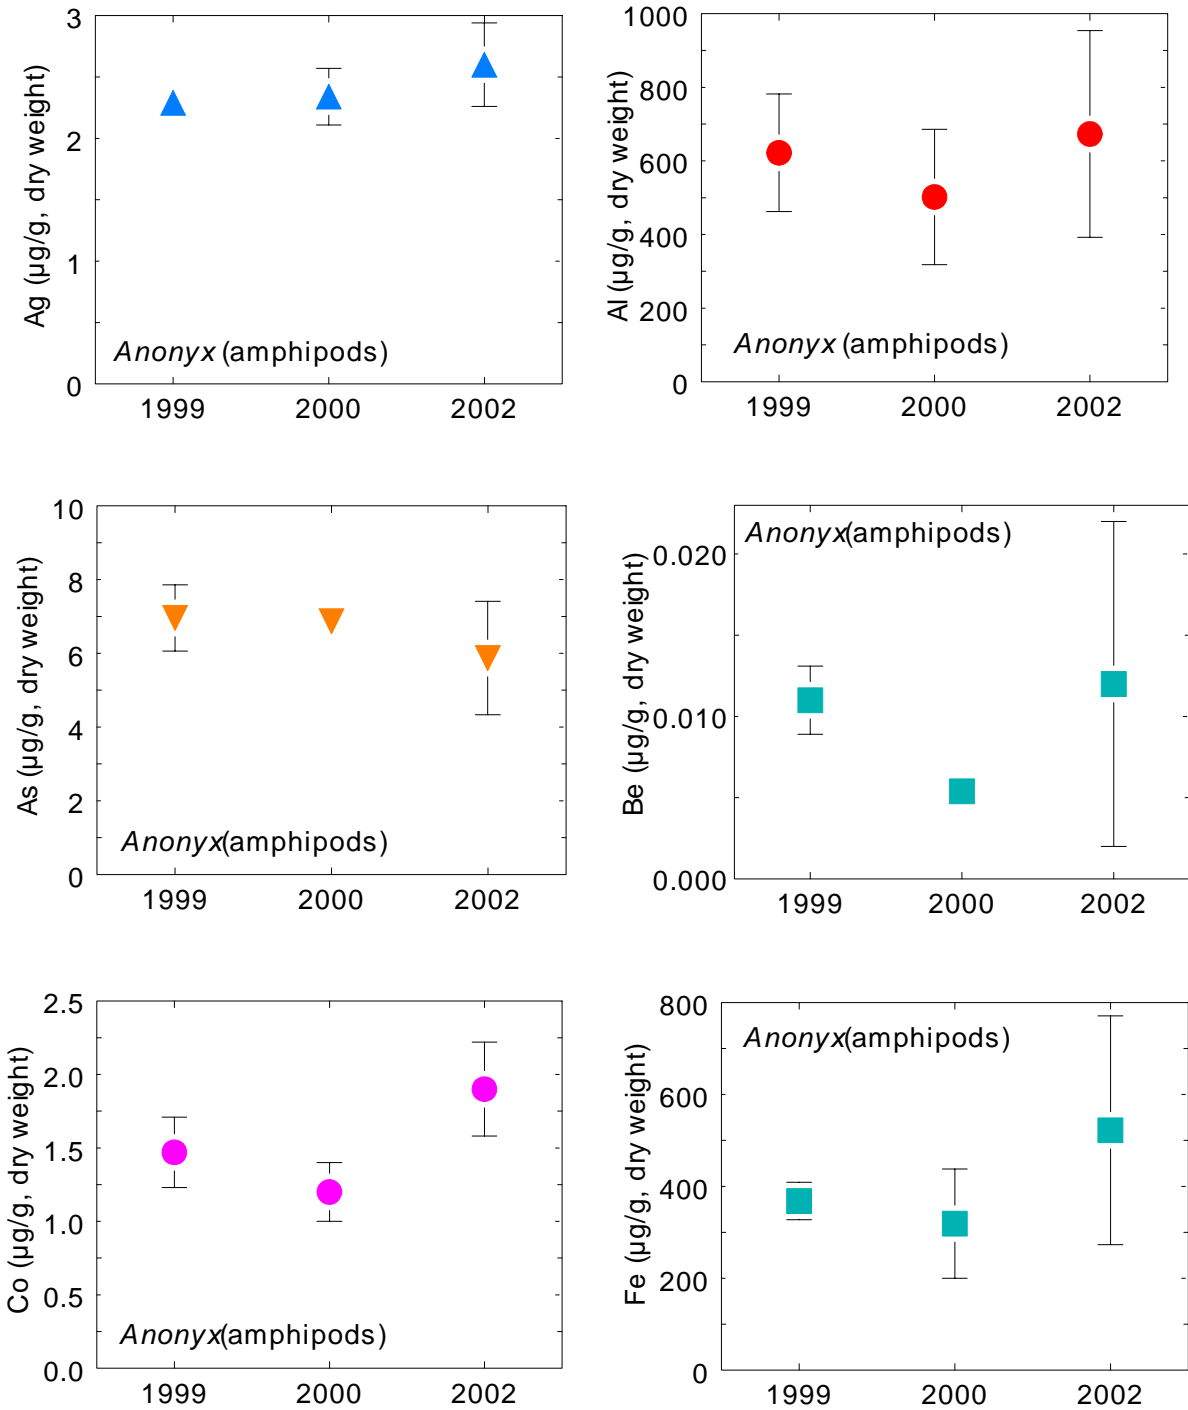 Ag (µg/g, dry weight)
3
2
1
0
Anonyx (amphipods)
1999 2000 2002
Al (µg/g, dry weight)
1000
800
600
400
200
0
Anonyx (amphipods)
1999 2000 2002
As (µg/g, dry weight)
10
8
6
4
2
0
Anonyx(amphipods)
1999 2000 2002
Be (µg/g, dry weight)
Anonyx(amphipods)
0.020
0.010
0.000
1999 2000 2002
Co (µg/g, dry weight)
2.5
2.0
1.5
1.0
0.5
0.0
Anonyx(amphipods)
1999 2000 2002
Fe (µg/g, dry weight)
800
Anonyx(amphipods)
600
400
200
0
1999 2000 2002